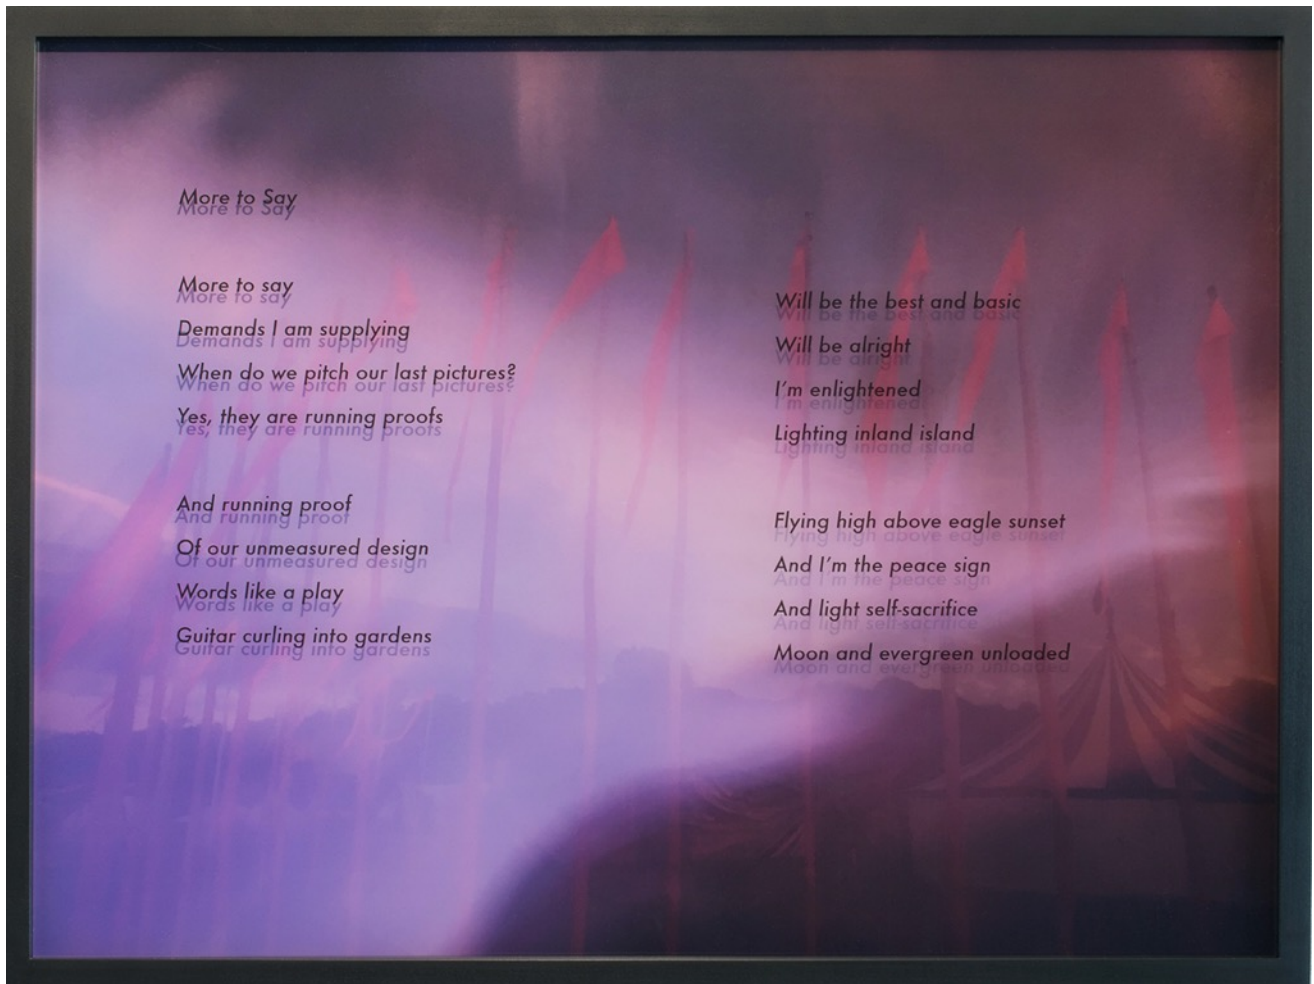 More to Say
More to say
Demands I am supplying
When do we pitch our last pictures?
Yes, they are running proofs
And running proof
Of our unmeasured design
Words like a play
Guitar curling into gardens
Will be the best and basic
Will be alright
I'm enlightened
Lighting inland island
Flying high above eagle sunset
And I'm the peace sign
And light self-sacrifice
Moon and evergreen unloaded